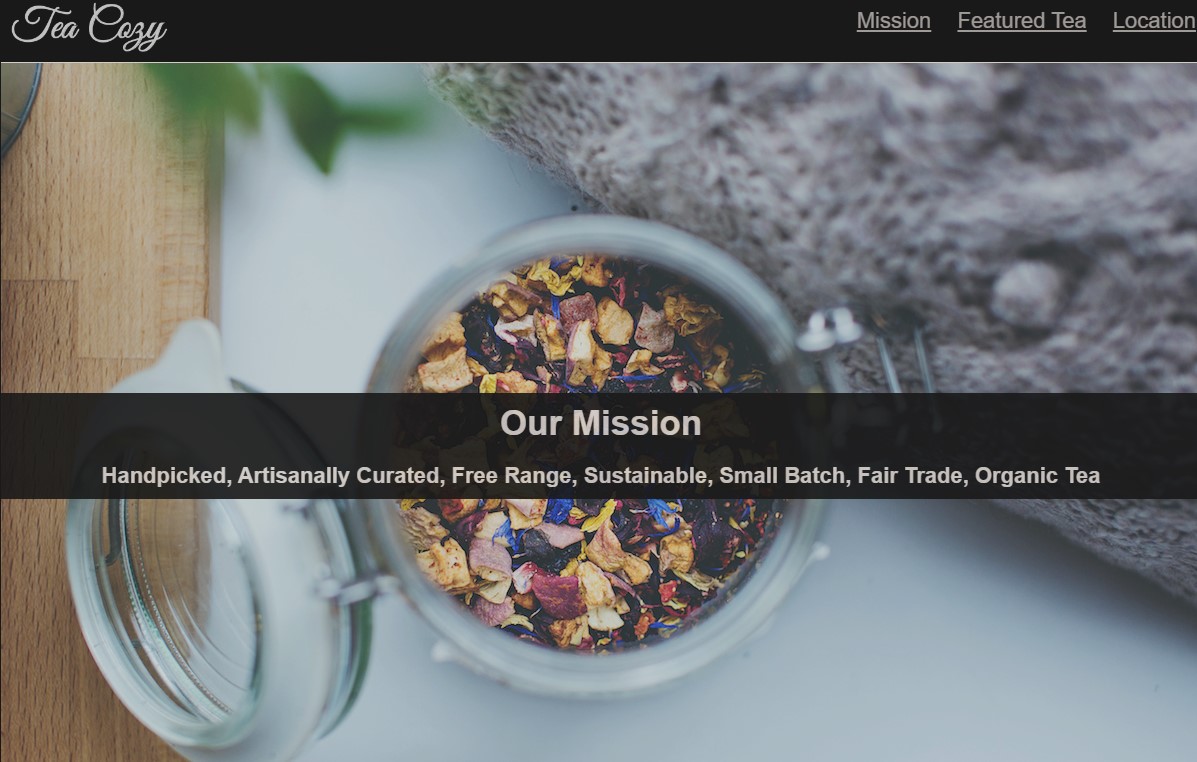 Tea Cozy
Mission Featured Tea Location
Our Mission
Handpicked, Artisanally Curated, Free Range, Sustainable, Small Batch, Fair Trade, Organic Tea